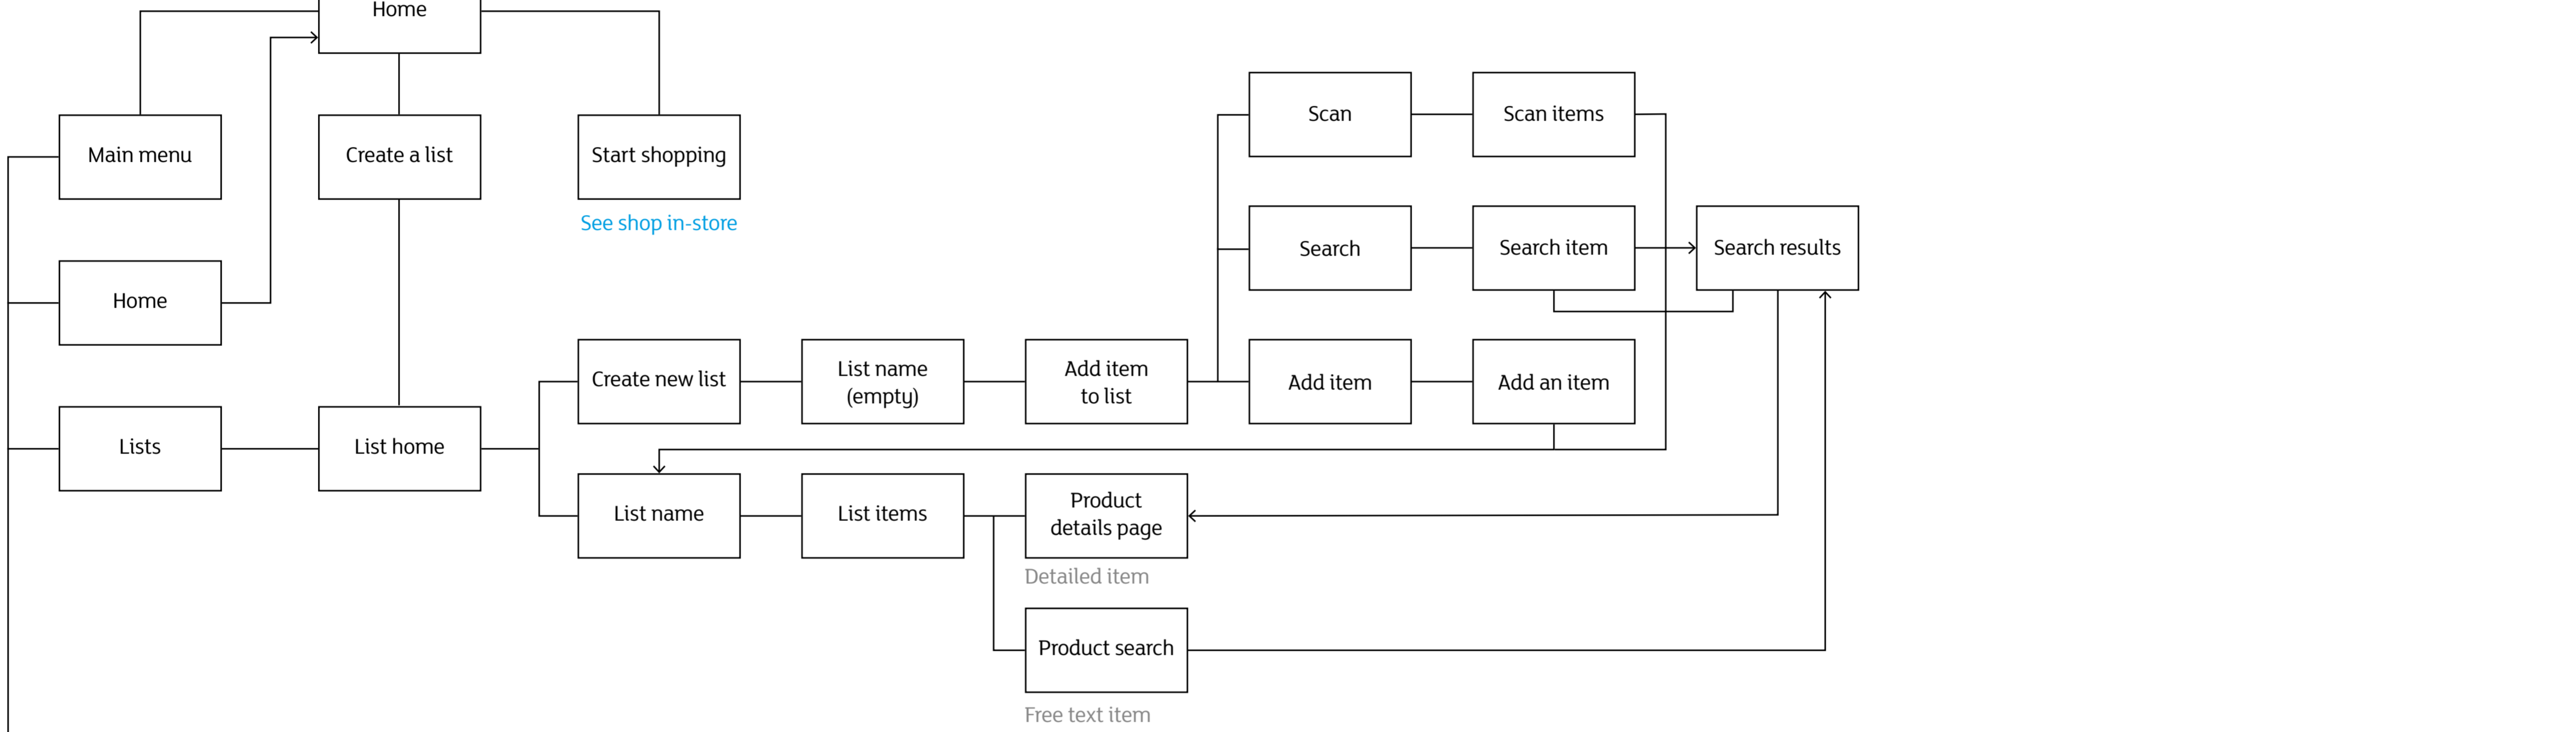 Home
Main menu
Create a list
Start shopping
See shop in-store
Scan
Scan items
Search
Search item
Search results
Home
Create new list
List name
(empty)
Add item
to list
Add item
Add an item
Lists
List home
List name
List items
Product
details page
Detailed item
Product search
Free text item